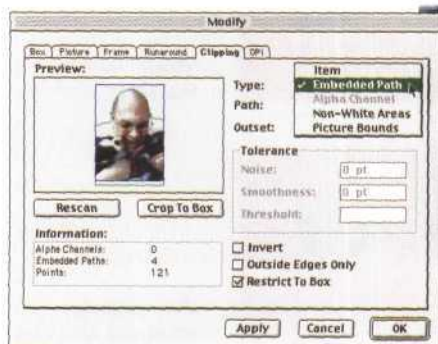 Modify
Box Picture Frame Runaround Clipping OPI
Preview:
Type:
Path:
Outset:
Item
✓ Embedded Path
Alpha Channel
Non-White Areas
Picture Bounds
Tolerance
Noise: 0 pt
Smoothness: 0 pt
Threshold:
Rescan Crop To Box
Information:
Alpha Channels: 0
Embedded Paths: 4
Points: 121
Invert
Outside Edges Only
Restrict To Box
Apply Cancel OK